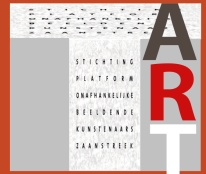 STICHTING
PLATFORM
ONAFHANKELIJKE
BEELDENDE
KUNSTENAARS
ZAANSTREEK
ART